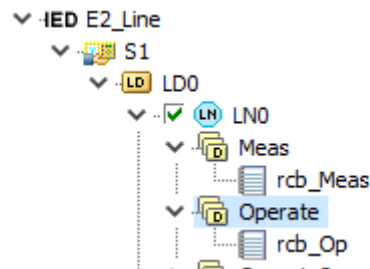 IED E2_Line
S1
LD LD0
LN LN0
D Meas
rcb_Meas
D Operate
rcb_Op
D